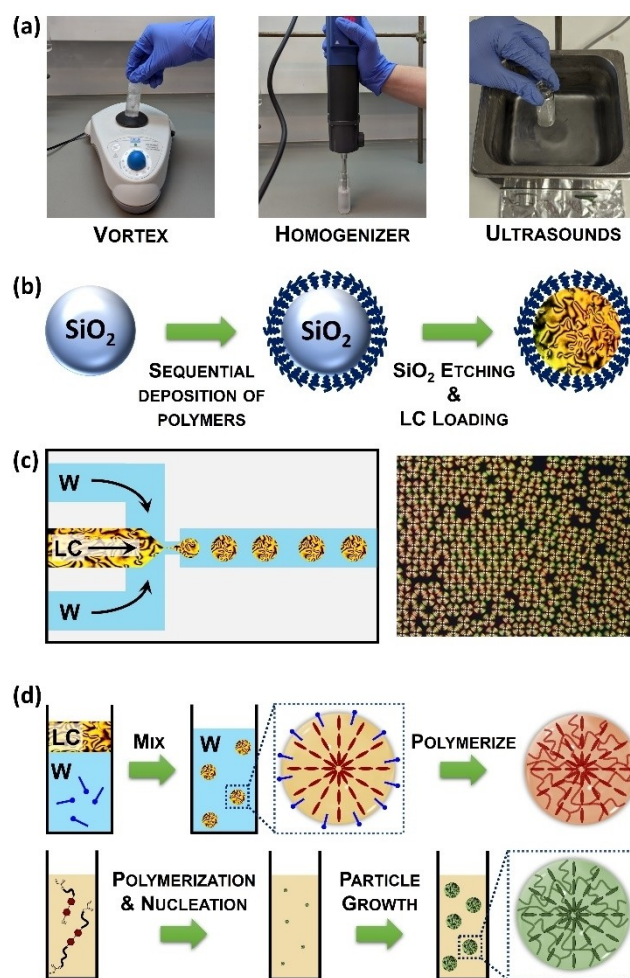 (a)
VORTEX
HOMOGENIZER
ULTRASOUNDS
(b)
SiO2
SEQUENTIAL
DEPOSITION OF
POLYMERS
SiO2
SiO2 ETCHING
&
LC LOADING
(c)
W
LC
W
(d)
LC
W
MIX
W
POLYMERIZE
POLYMERIZATION
& NUCLEATION
PARTICLE
GROWTH